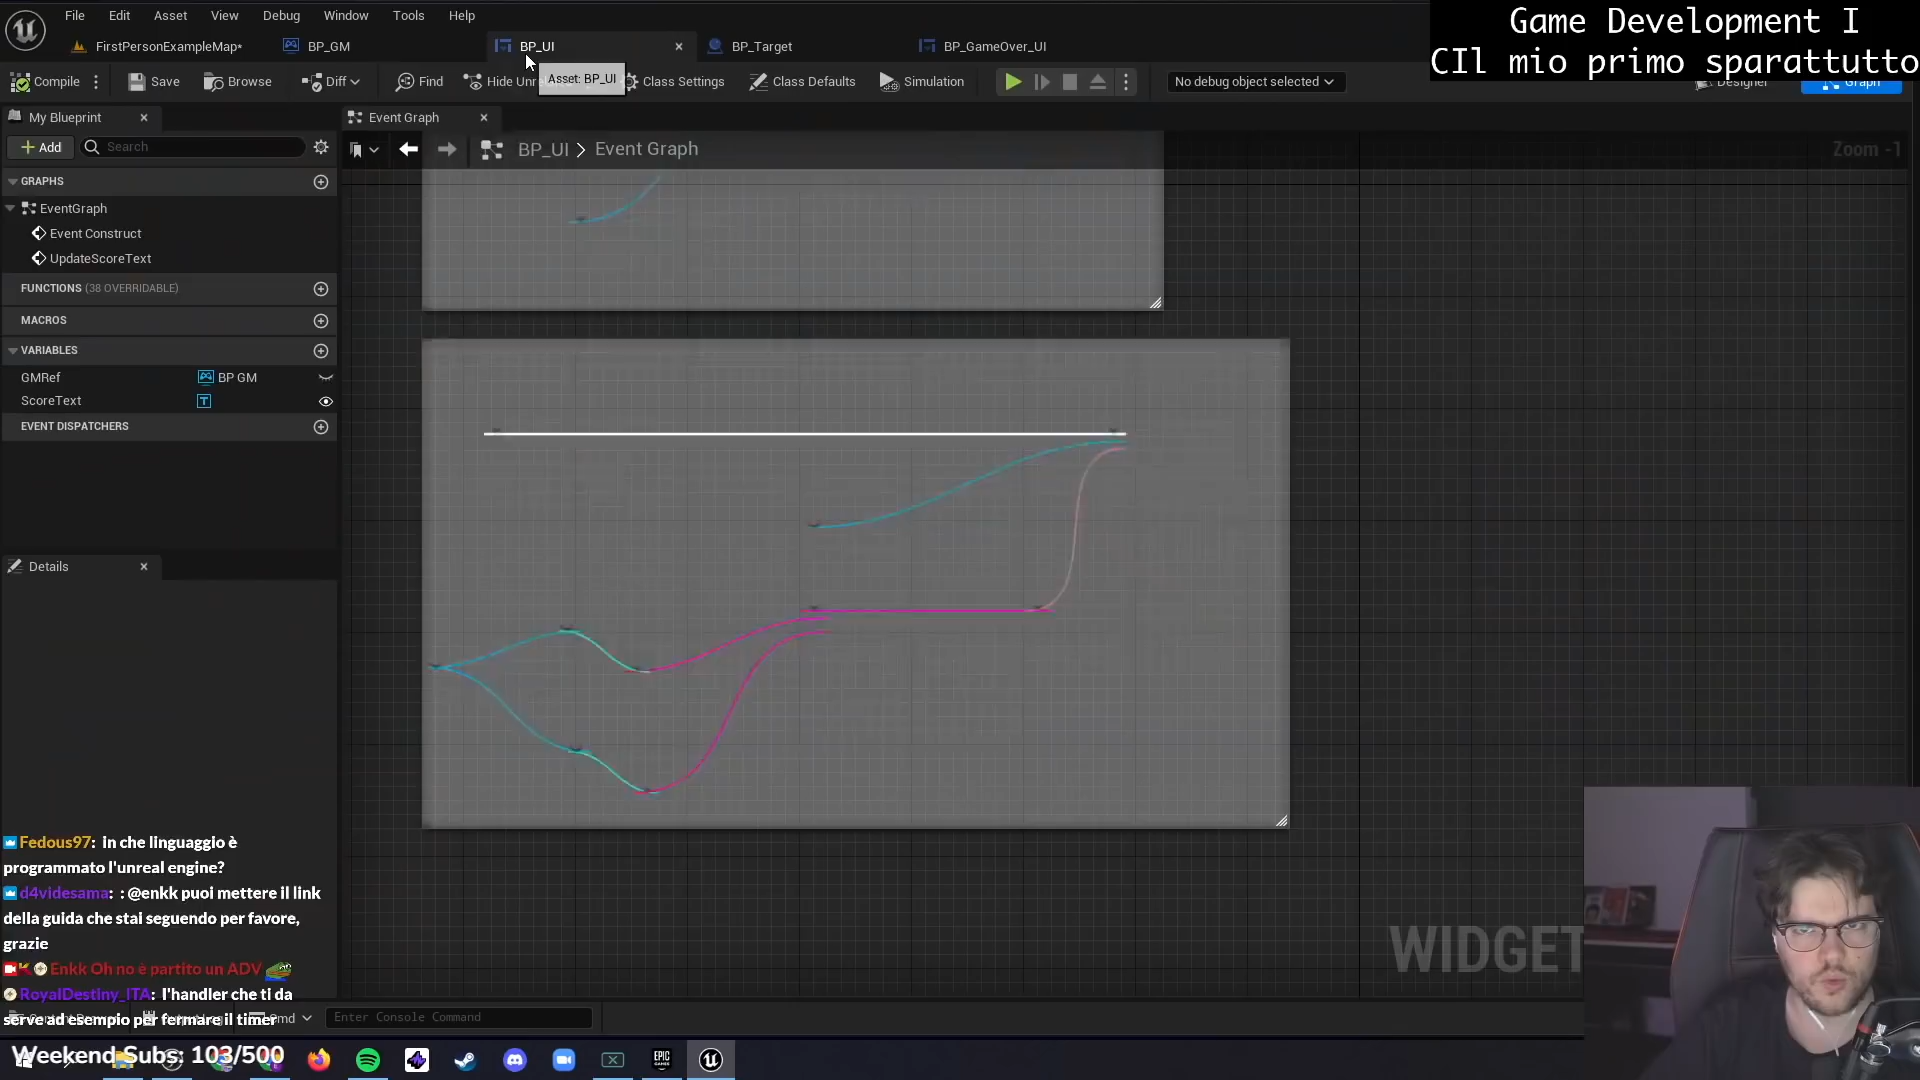 File Edit Asset View Debug Window Tools Help
FirstPersonExampleMap* BP_GM BP_UI BP_Target BP_GameOver_UI
Game Development I
CIl mio primo sparattutto
Compile Save Browse Diff Find Hide Class Settings Class Defaults Simulation No debug object selected Designer Graph
Asset: BP_UI
My Blueprint Event Graph
Add Search
BP_UI > Event Graph Zoom -1
GRAPHS
EventGraph
Event Construct
UpdateScoreText
FUNCTIONS (38 OVERRIDABLE)
MACROS
VARIABLES
GMRef BP GM
ScoreText T
EVENT DISPATCHERS
Details
Fedous97: in che linguaggio è
programmato l'unreal engine?
d4videsama: : @enkk puoi mettere il link
della guida che stai seguendo per favore,
grazie
Enkk Oh no è partito un ADV
RoyalDestiny_ITA: l'handler che ti da
serve ad esempio per fermare il timer
Cmd Enter Console Command
WIDGET
Weekend Subs: 103/500
EPIC GAMES